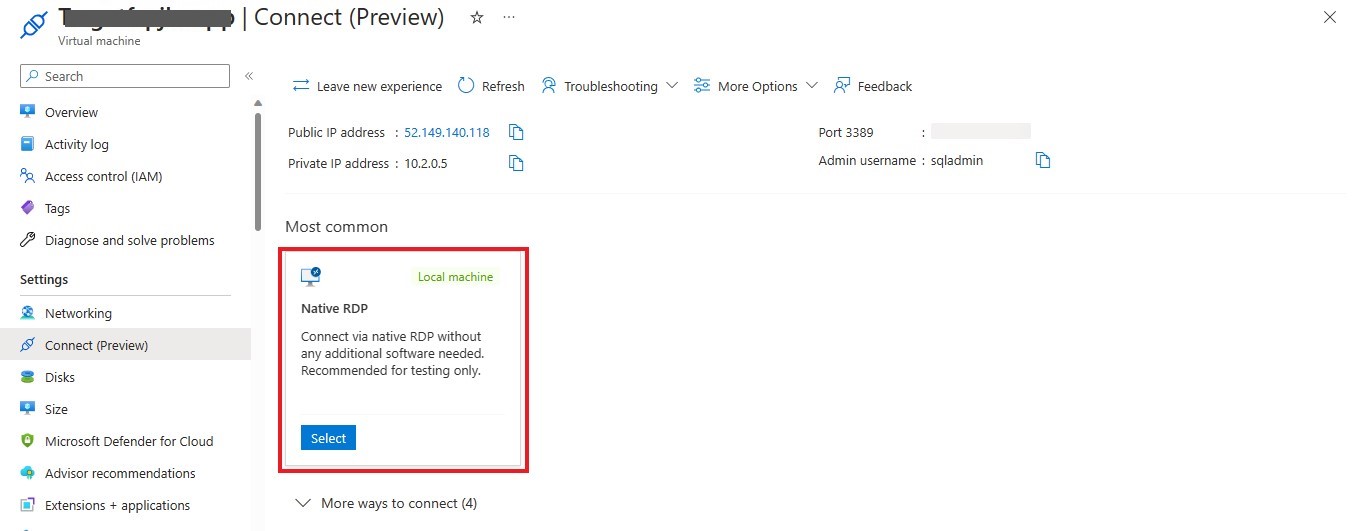 | Connect (Preview)
Virtual machine
Search
Overview
Activity log
Access control (IAM)
Tags
Diagnose and solve problems
Settings
Networking
Connect (Preview)
Disks
Size
Microsoft Defender for Cloud
Advisor recommendations
Extensions + applications
Leave new experience Refresh Troubleshooting More Options Feedback
Public IP address : 52.149.140.118
Private IP address : 10.2.0.5
Port 3389 :
Admin username : sqladmin
Most common
Local machine
Native RDP
Connect via native RDP without
any additional software needed.
Recommended for testing only.
Select
More ways to connect (4)